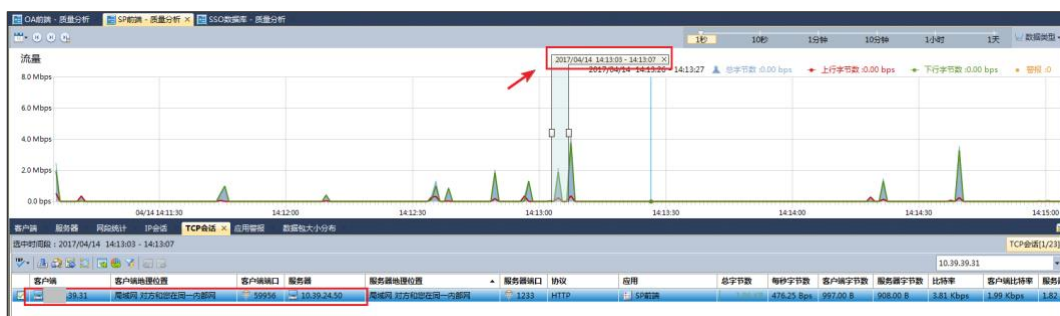 OA前端 - 质量分析 SP前端 - 质量分析 × SSO数据库 - 质量分析
1秒 10秒 1分钟 10分钟 1小时 1天 数据类型
流量
2017/04/14 14:13:03 - 14:13:07 ×
2017/04/14 14:13:26 - 14:13:27 总字节数 :0.00 bps 上行字节数 :0.00 bps 下行字节数 :0.00 bps 警报 :0
8.0 Mbps
6.0 Mbps
4.0 Mbps
2.0 Mbps
0.0 bps
04/14 14:11:30 14:12:00 14:12:30 14:13:00 14:13:30 14:14:00 14:14:30 14:15:00
客户端 服务器 网段统计 IP会话 TCP会话 × 应用警报 数据包大小分布
选中时间段 : 2017/04/14 14:13:03 - 14:13:07 TCP会话[1/23]
10.39.39.31
客户端 客户端地理位置 客户端端口 服务器 服务器地理位置 服务器端口 协议 应用 总字节数 每秒字节数 客户端字节数 服务器字节数 比特率 客户端比特率 服务
.39.31 局域网 对方和您在同一内部网 59956 10.39.24.50 局域网 对方和您在同一内部网 1233 HTTP SP前端 476.25 Bps 997.00 B 908.00 B 3.81 Kbps 1.99 Kbps 1.82